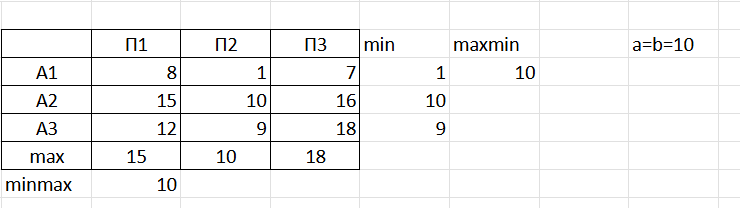 П1 П2 П3 min maxmin a=b=10
A1 8 1 7 1 10
A2 15 10 16 10
A3 12 9 18 9
max 15 10 18
minmax 10